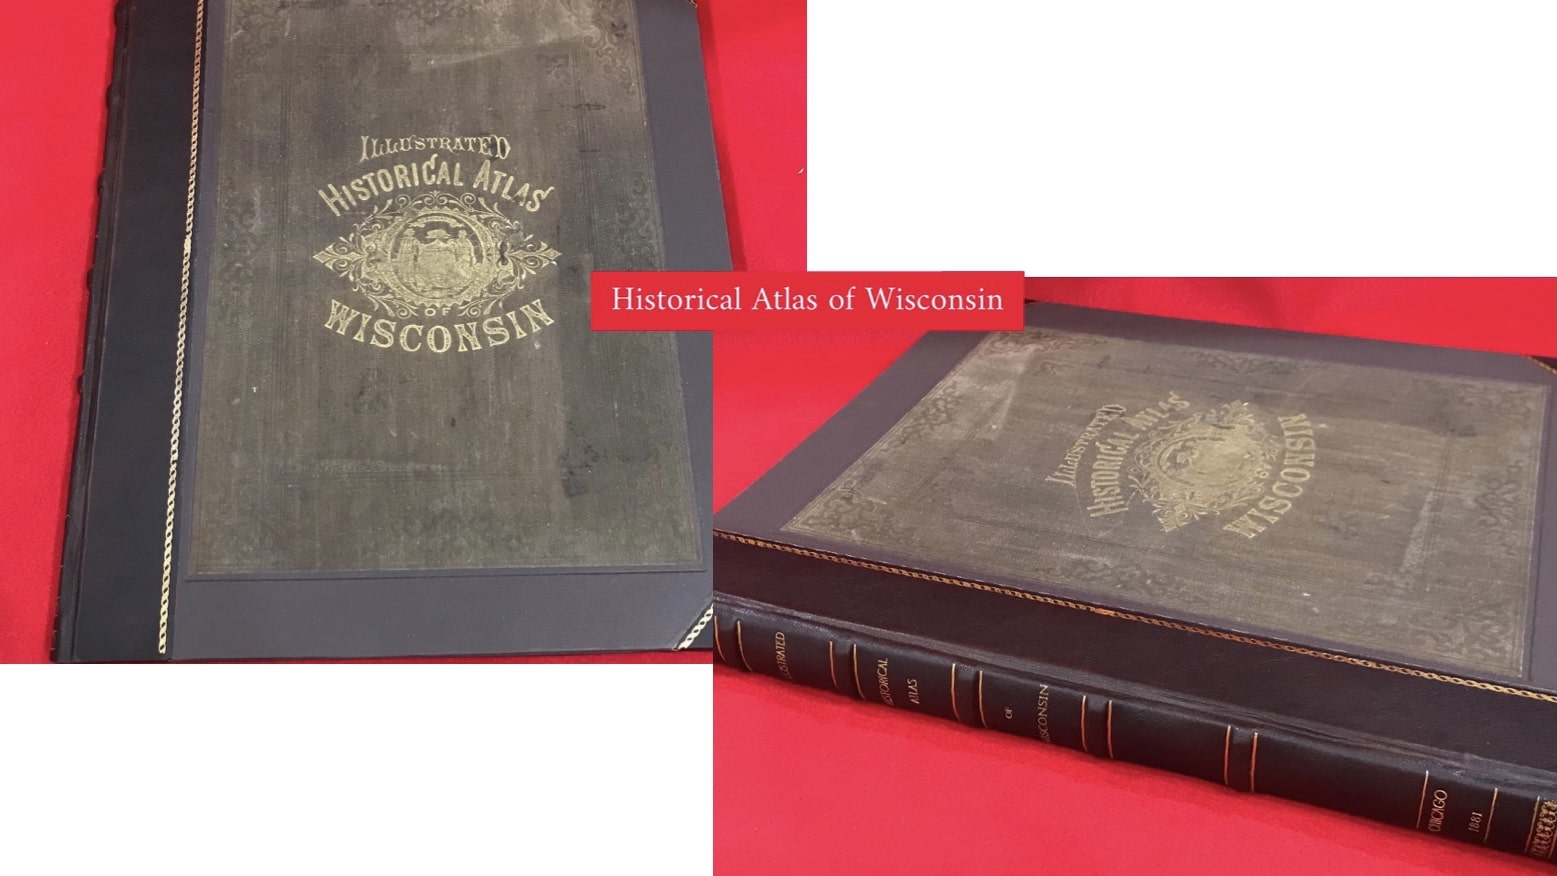 ILLUSTRATED
HISTORICAL ATLAS
OF
WISCONSIN
Historical Atlas of Wisconsin
ILLUSTRATED
HISTORICAL ATLAS
OF
WISCONSIN
ILLUSTRATED
HISTORICAL
ATLAS
OF
WISCONSIN
CHICAGO
1881